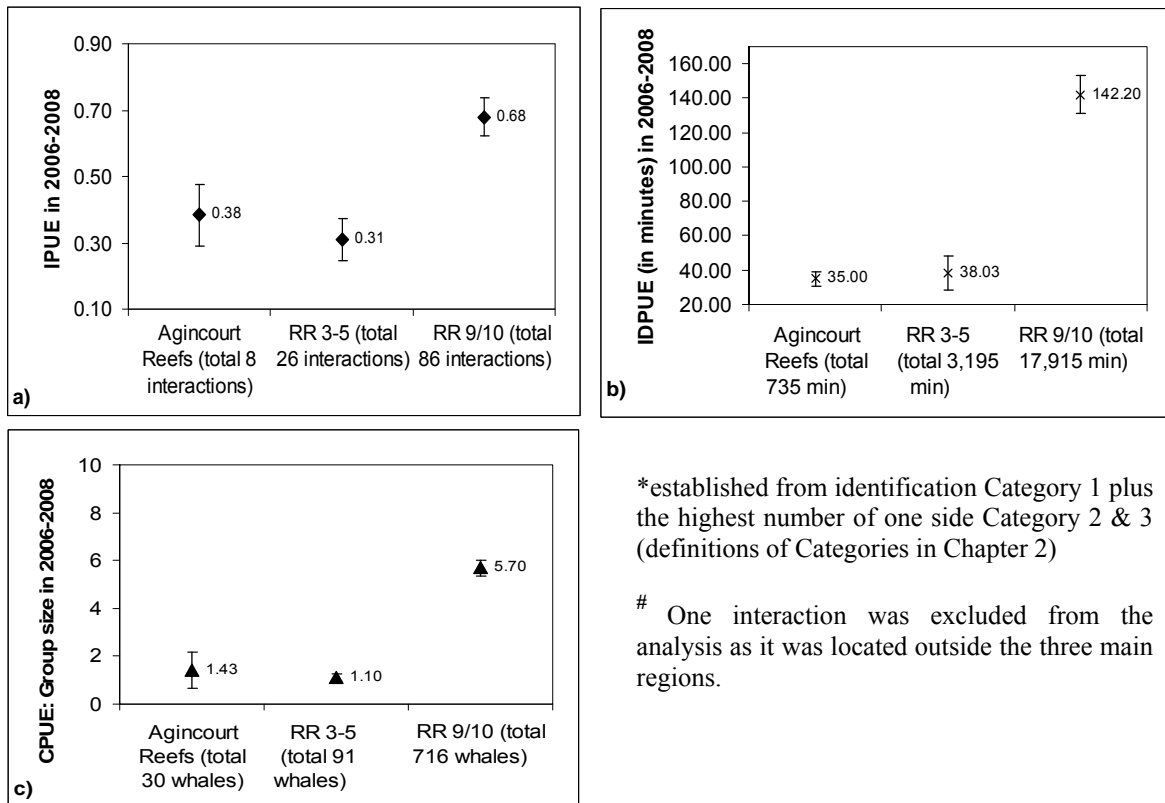 0.90
0.70
0.50
0.30
0.10
IPUE in 2006-2008
0.38
0.31
0.68
Agincourt
Reefs (total 8
interactions)
RR 3-5 (total
26 interactions)
RR 9/10 (total
86 interactions)
a)
160.00
140.00
120.00
100.00
80.00
60.00
40.00
20.00
IDPUE (in minutes) in 2006-2008
35.00
38.03
142.20
Agincourt
Reefs (total
735 min)
RR 3-5
(total 3,195
min)
RR 9/10 (total
17,915 min)
b)
10
8
6
4
2
0
CPUE: Group size in 2006-2008
1.43
1.10
5.70
Agincourt
Reefs (total
30 whales)
RR 3-5
(total 91
whales)
RR 9/10 (total
716 whales)
c)
*established from identification Category 1 plus
the highest number of one side Category 2 & 3
(definitions of Categories in Chapter 2)
# One interaction was excluded from the
analysis as it was located outside the three main
regions.